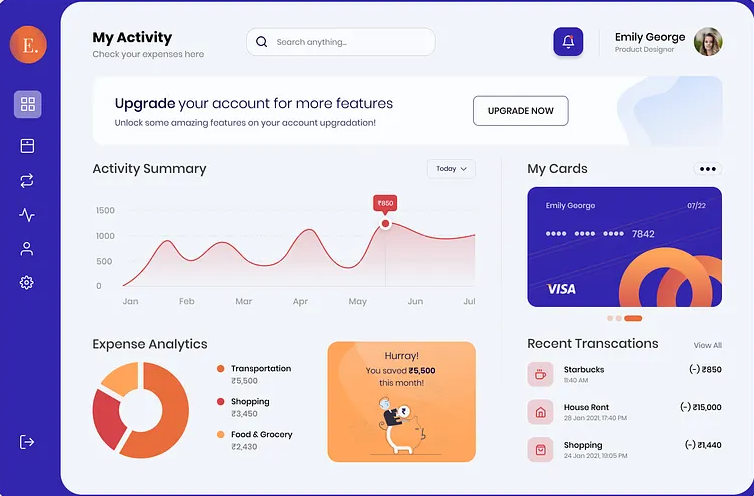 E.
My Activity
Check your expenses here
Search anything...
Emily George
Product Designer
Upgrade your account for more features
Unlock some amazing features on your account upgradation!
UPGRADE NOW
Activity Summary
Today
₹850
1500
1000
500
0
Jan Feb Mar Apr May Jun Jul
My Cards
Emily George 07/22
7842
VISA
Expense Analytics
Transportation
₹5,500
Shopping
₹3,450
Food & Grocery
₹2,430
Hurray!
You saved ₹5,500
this month!
₹
Recent Transcations View All
Starbucks (-) ₹850
11:40 AM
House Rent (-) ₹15,000
28 Jan 2021, 17:40 PM
Shopping (-) ₹1,440
24 Jan 2021, 19:05 PM